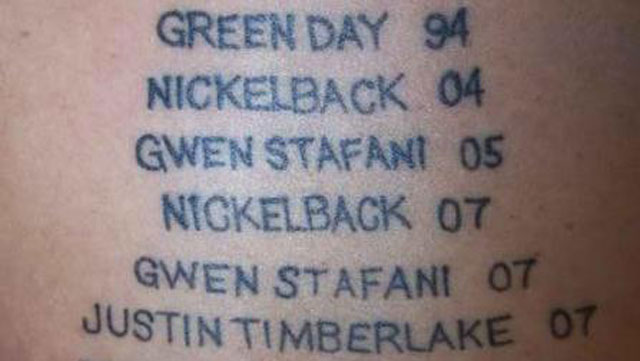 GREEN DAY 94
NICKELBACK 04
GWEN STAFANI 05
NICKELBACK 07
GWEN STAFANI 07
JUSTIN TIMBERLAKE 07